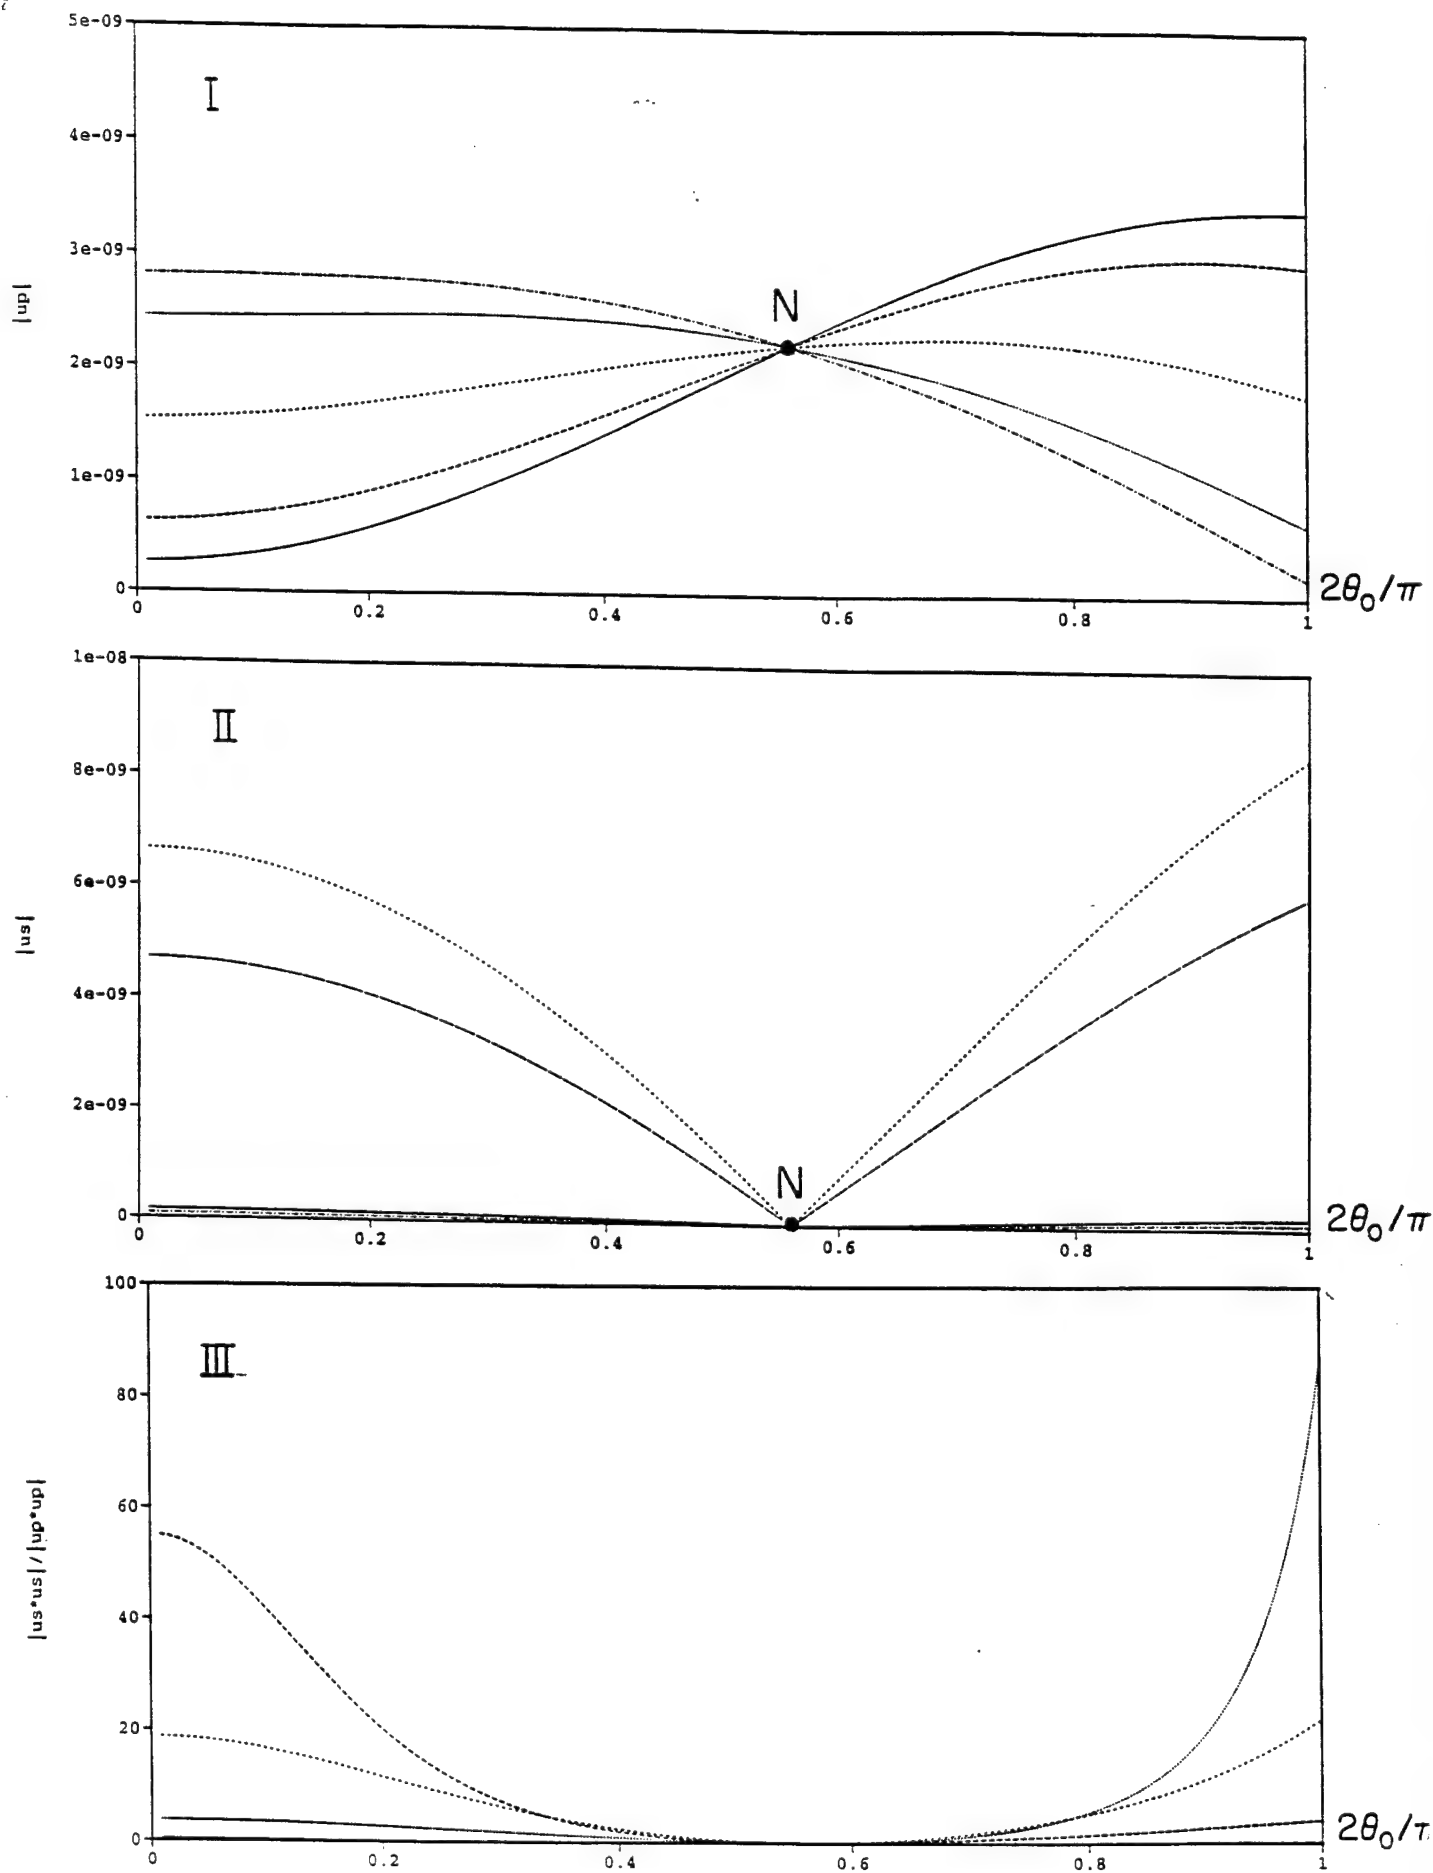 5e-09
I
4e-09
3e-09
|up|
N
2e-09
1e-09
0
0 0.2 0.4 0.6 0.8 1
2θ₀/π
1e-08
II
8e-09
6e-09
|us|
4e-09
2e-09
N
0
0 0.2 0.4 0.6 0.8 1
2θ₀/π
100
III
80
60
|us*us|/|up*up|
40
20
0
0 0.2 0.4 0.6 0.8 1
2θ₀/π